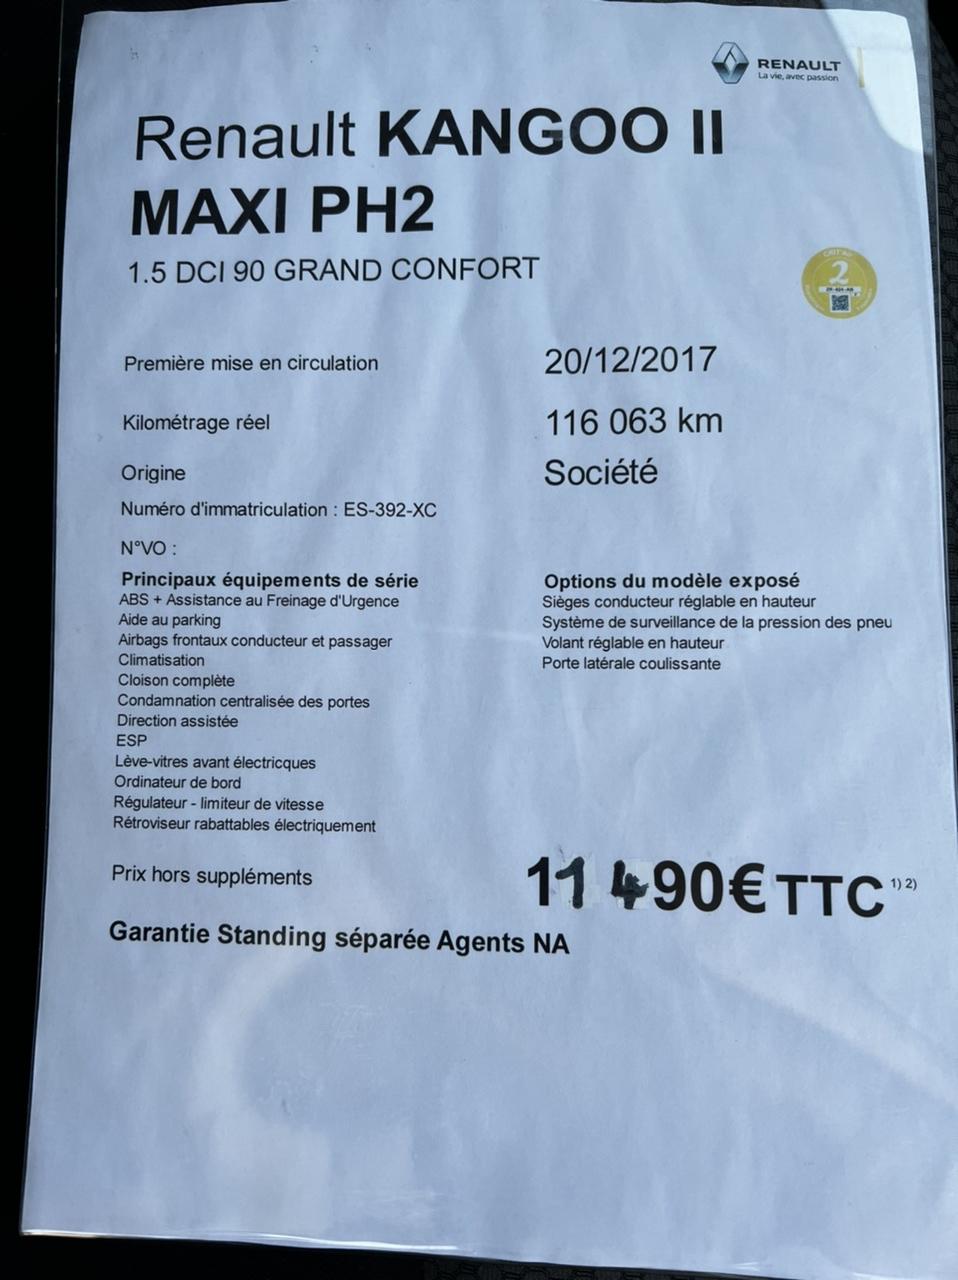 RENAULT
La vie, avec passion
Renault KANGOO II
MAXI PH2
1.5 DCI 90 GRAND CONFORT
CRIT'Air
2
Première mise en circulation 20/12/2017
Kilométrage réel 116 063 km
Origine Société
Numéro d'immatriculation : ES-392-XC
N°VO :
Principaux équipements de série
ABS + Assistance au Freinage d'Urgence
Aide au parking
Airbags frontaux conducteur et passager
Climatisation
Cloison complète
Condamnation centralisée des portes
Direction assistée
ESP
Lève-vitres avant électricques
Ordinateur de bord
Régulateur - limiteur de vitesse
Rétroviseur rabattables électriquement
Options du modèle exposé
Sièges conducteur réglable en hauteur
Système de surveillance de la pression des pneu
Volant réglable en hauteur
Porte latérale coulissante
Prix hors suppléments 11 490€ TTC 1) 2)
Garantie Standing séparée Agents NA